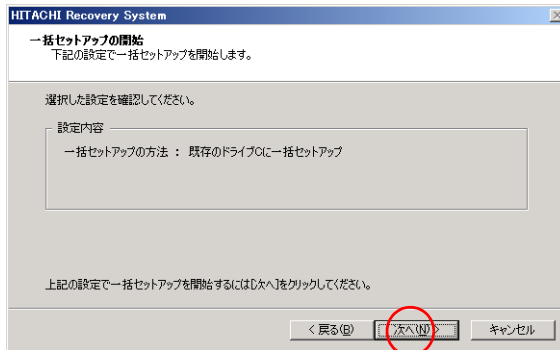 HITACHI Recovery System
一括セットアップの開始
下記の設定で一括セットアップを開始します。
選択した設定を確認してください。
設定内容
一括セットアップの方法 ： 既存のドライブCに一括セットアップ
上記の設定で一括セットアップを開始するには[次へ]をクリックしてください。
< 戻る(B) 次へ(N) > キャンセル